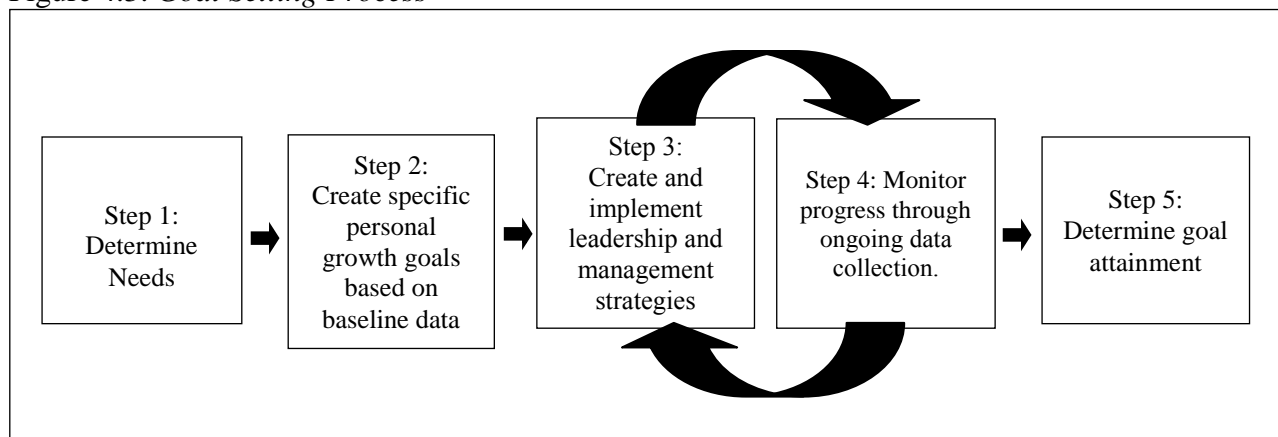 Figure Goal Setting Process
Step 1:
Determine
Needs
Step 2:
Create specific
personal
growth goals
based on
baseline data
Step 3:
Create and
implement
leadership and
management
strategies
Step 4: Monitor
progress through
ongoing data
collection.
Step 5:
Determine goal
attainment